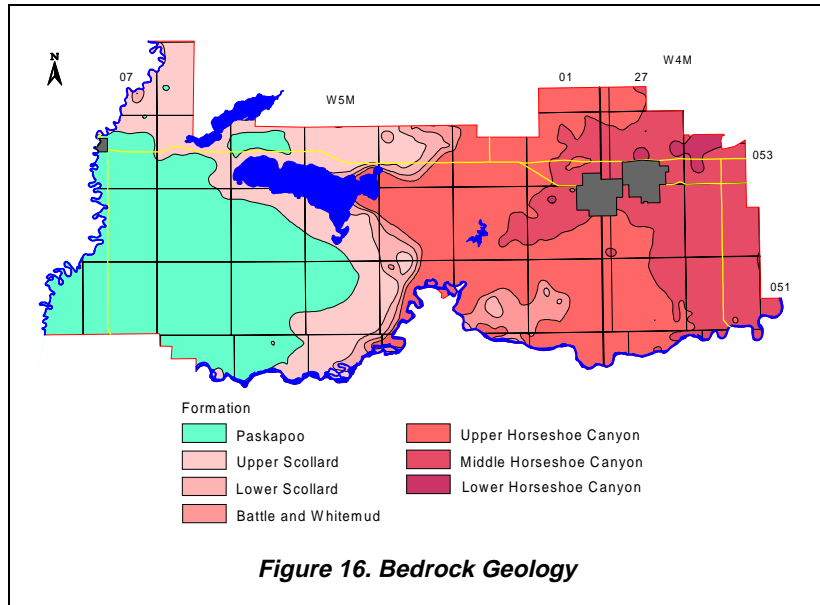 N
07
W5M
01
27
W4M
053
051
Formation
Paskapoo
Upper Scollard
Lower Scollard
Battle and Whitemud
Upper Horseshoe Canyon
Middle Horseshoe Canyon
Lower Horseshoe Canyon
Figure 16. Bedrock Geology